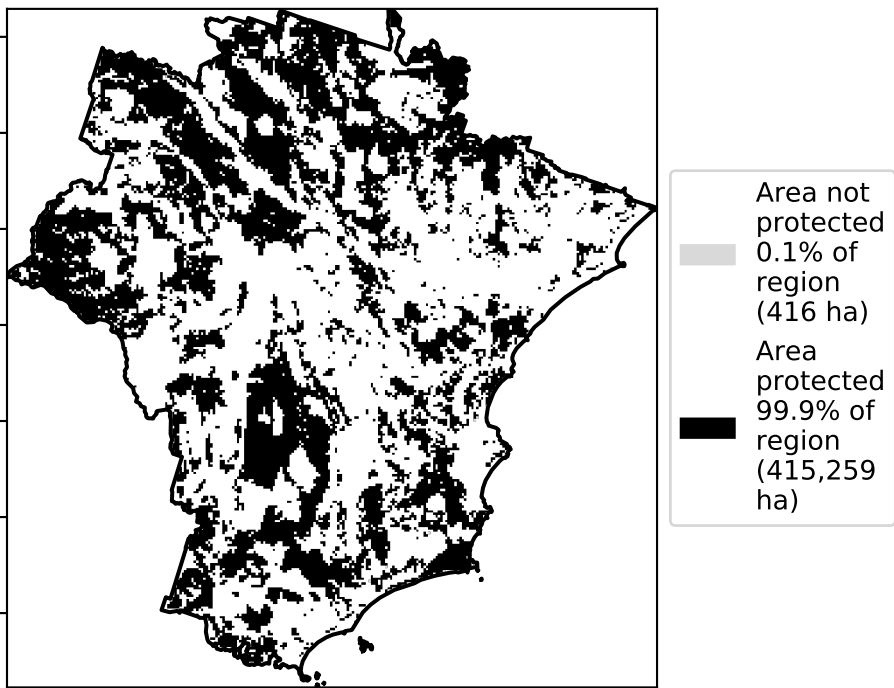 Area not
protected
0.1% of
region
(416 ha)
Area
protected
99.9% of
region
(415,259
ha)